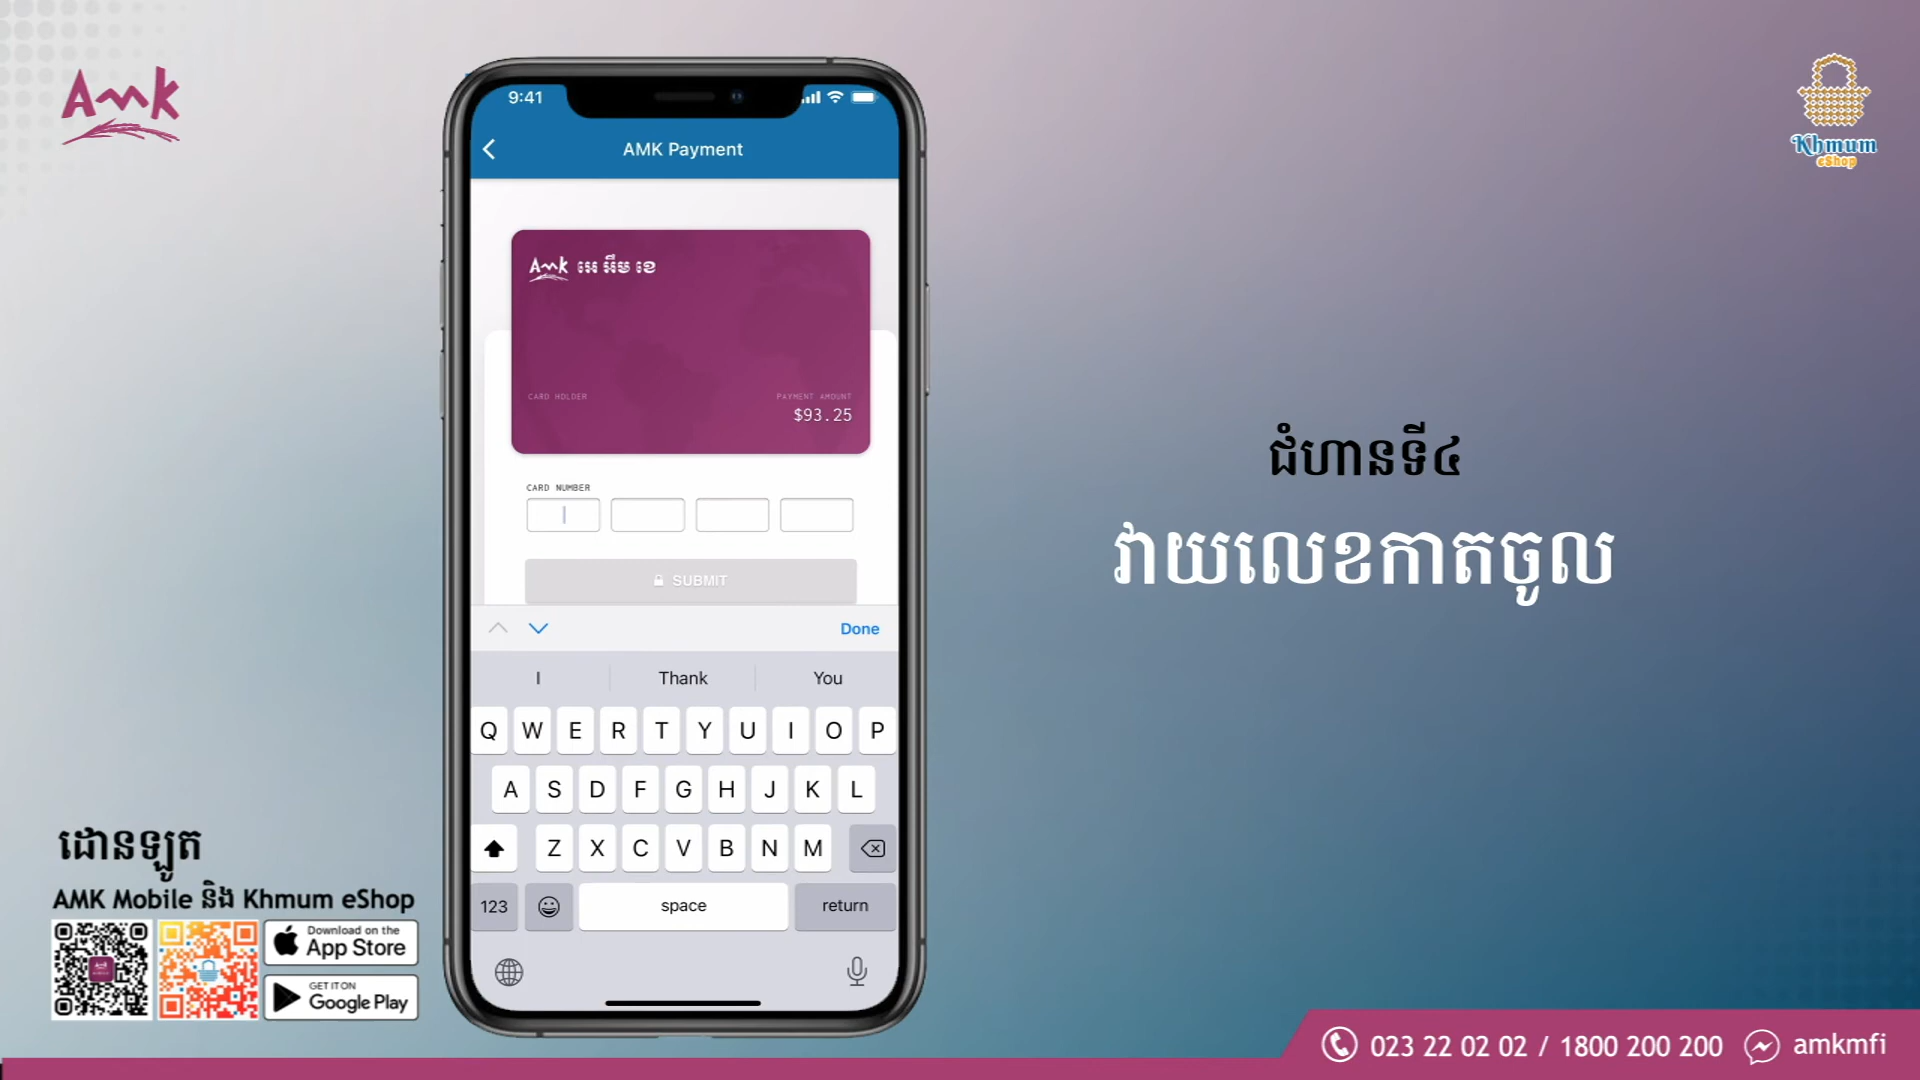 Amk
Khmum
eShop
9:41
AMK Payment
Amk អេ អឹម ខេ
CARD HOLDER
PAYMENT AMOUNT
$93.25
CARD NUMBER
SUBMIT
Done
I Thank You
Q W E R T Y U I O P
A S D F G H J K L
Z X C V B N M
123 space return
ជំហានទី៤
វាយលេខកាតចូល
ដោនឡូត
AMK Mobile និង Khmum eShop
Download on the
App Store
GET IT ON
Google Play
023 22 02 02 / 1800 200 200 amkmfi